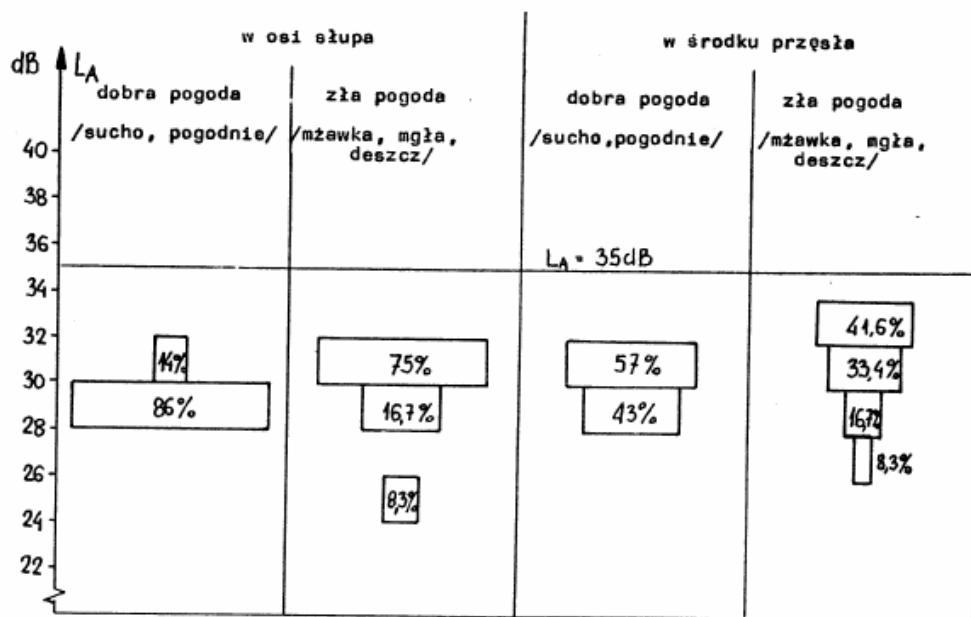 w osi słupa
w środku przęsła
dB L_A
dobra pogoda
/sucho, pogodnie/
zła pogoda
/mżawka, mgła,
deszcz/
dobra pogoda
/sucho,pogodnie/
zła pogoda
/mżawka, mgła,
deszcz/
40
38
36
34
32
30
28
26
24
22
L_A = 35dB
14%
86%
75%
16,7%
8,3%
57%
43%
41,6%
33,4%
16,7%
8,3%